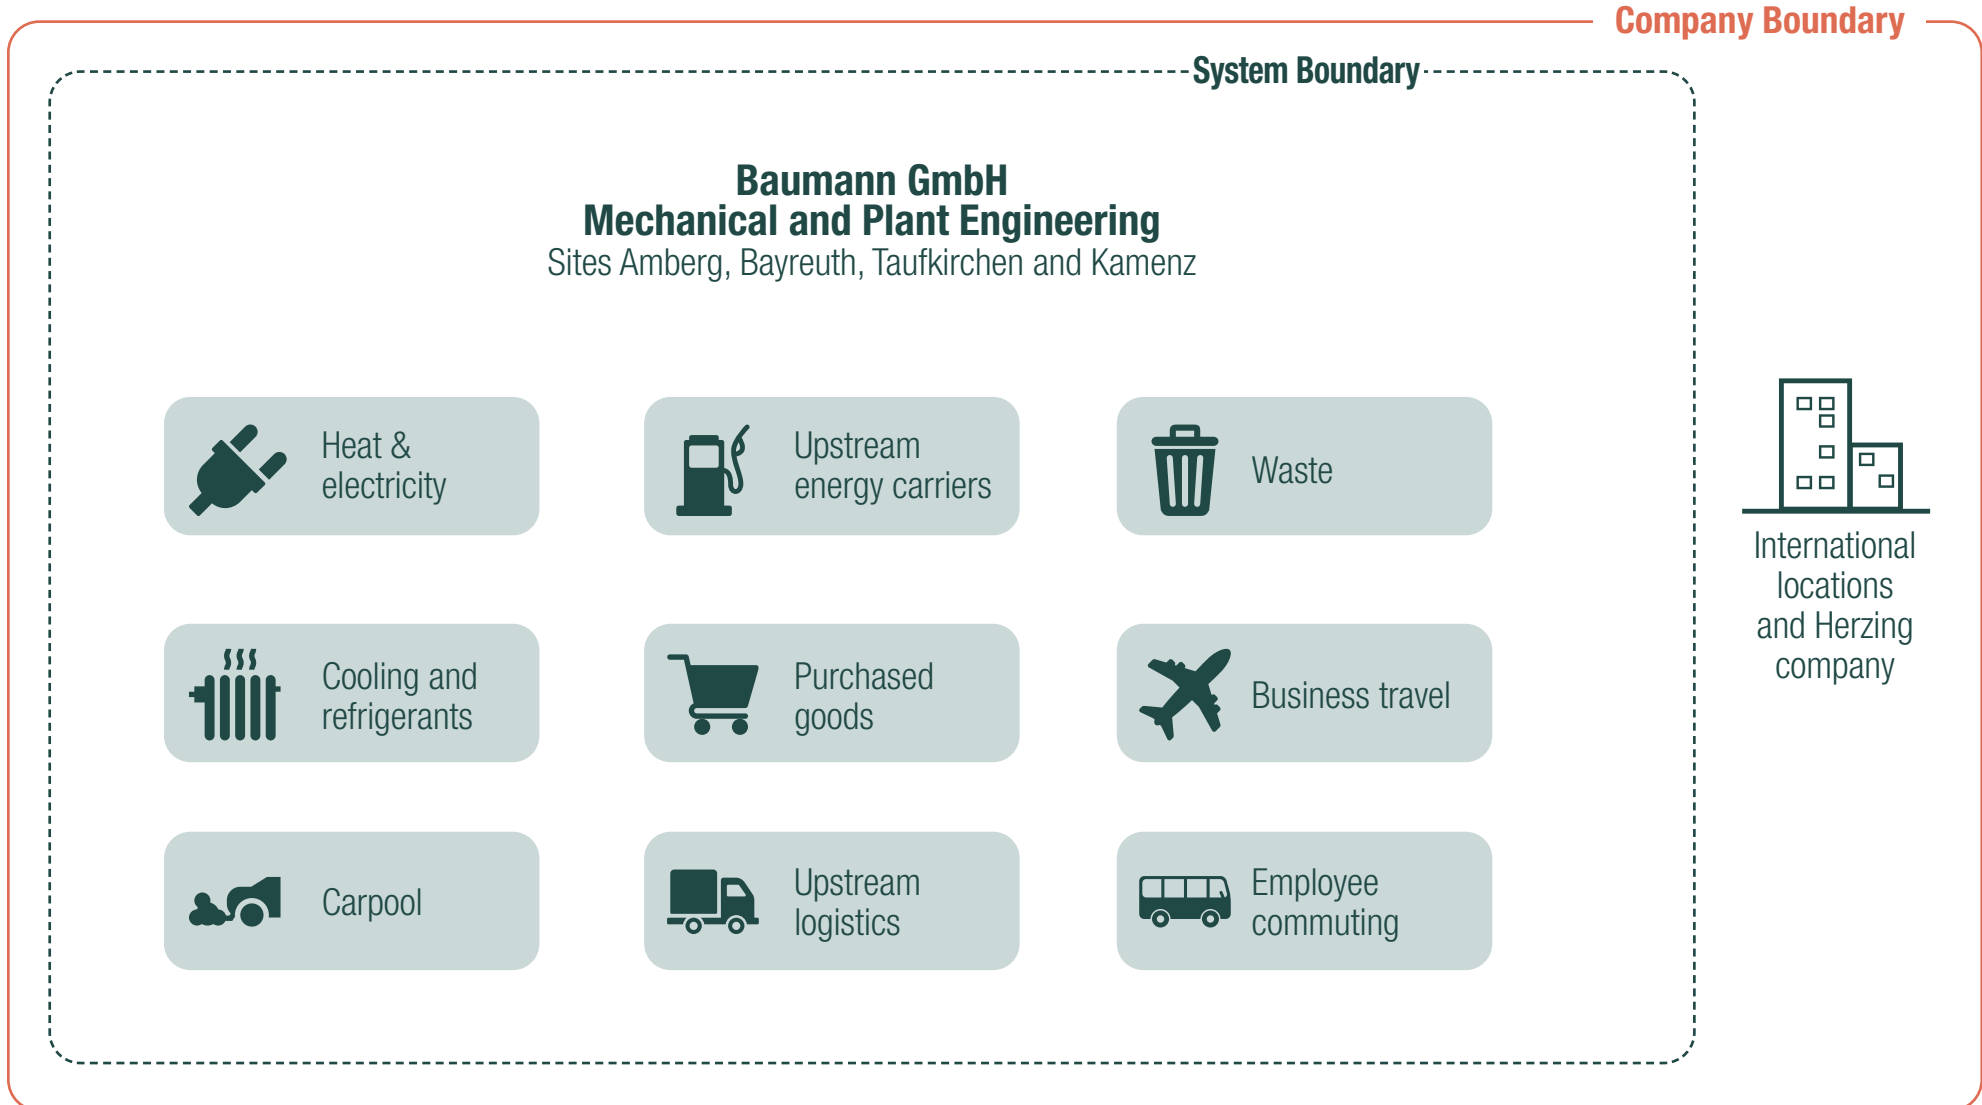 Company Boundary
System Boundary
Baumann GmbH
Mechanical and Plant Engineering
Sites Amberg, Bayreuth, Taufkirchen and Kamenz
Heat &
electricity
Upstream
energy carriers
Waste
Cooling and
refrigerants
Purchased
goods
Business travel
Carpool
Upstream
logistics
Employee
commuting
International
locations
and Herzing
company